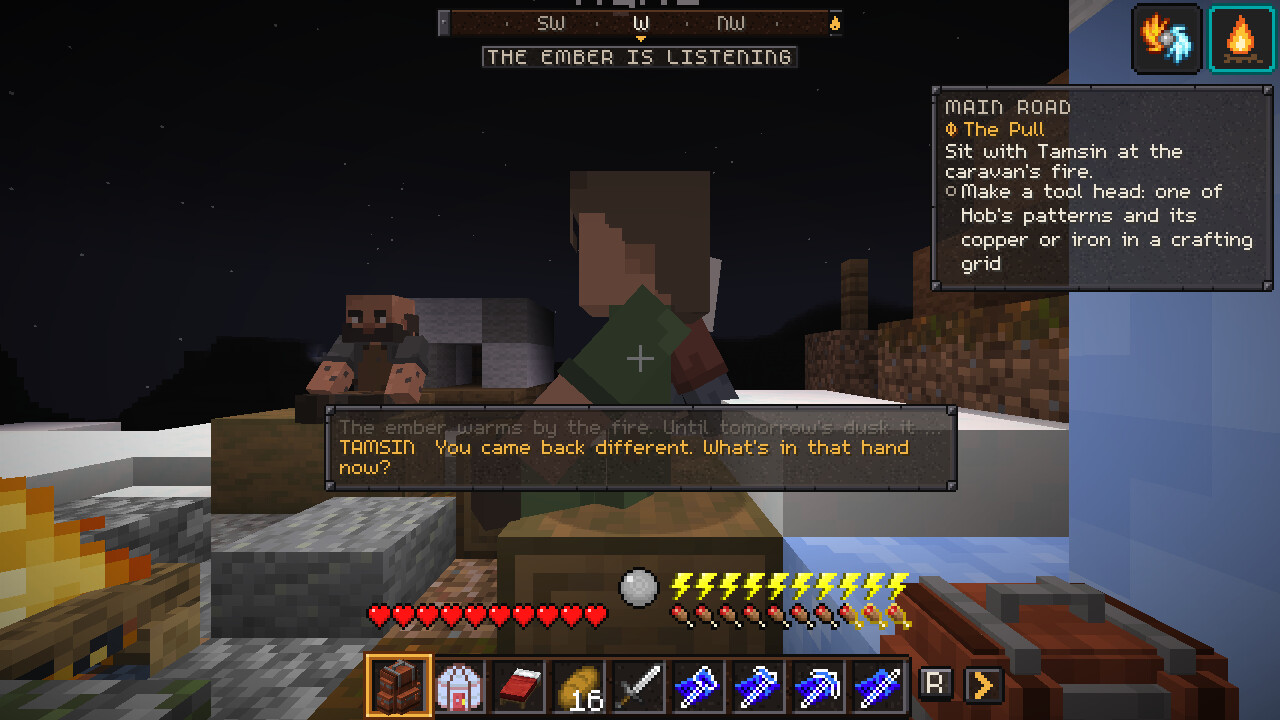 SW
W
NW
THE EMBER IS LISTENING
MAIN ROAD
The Pull
Sit with Tamsin at the
caravan's fire.
Make a tool head: one of
Hob's patterns and its
copper or iron in a crafting
grid
The ember warms by the fire. Until tomorrow's dusk it ...
TAMSIN You came back different. What's in that hand
now?
16
R